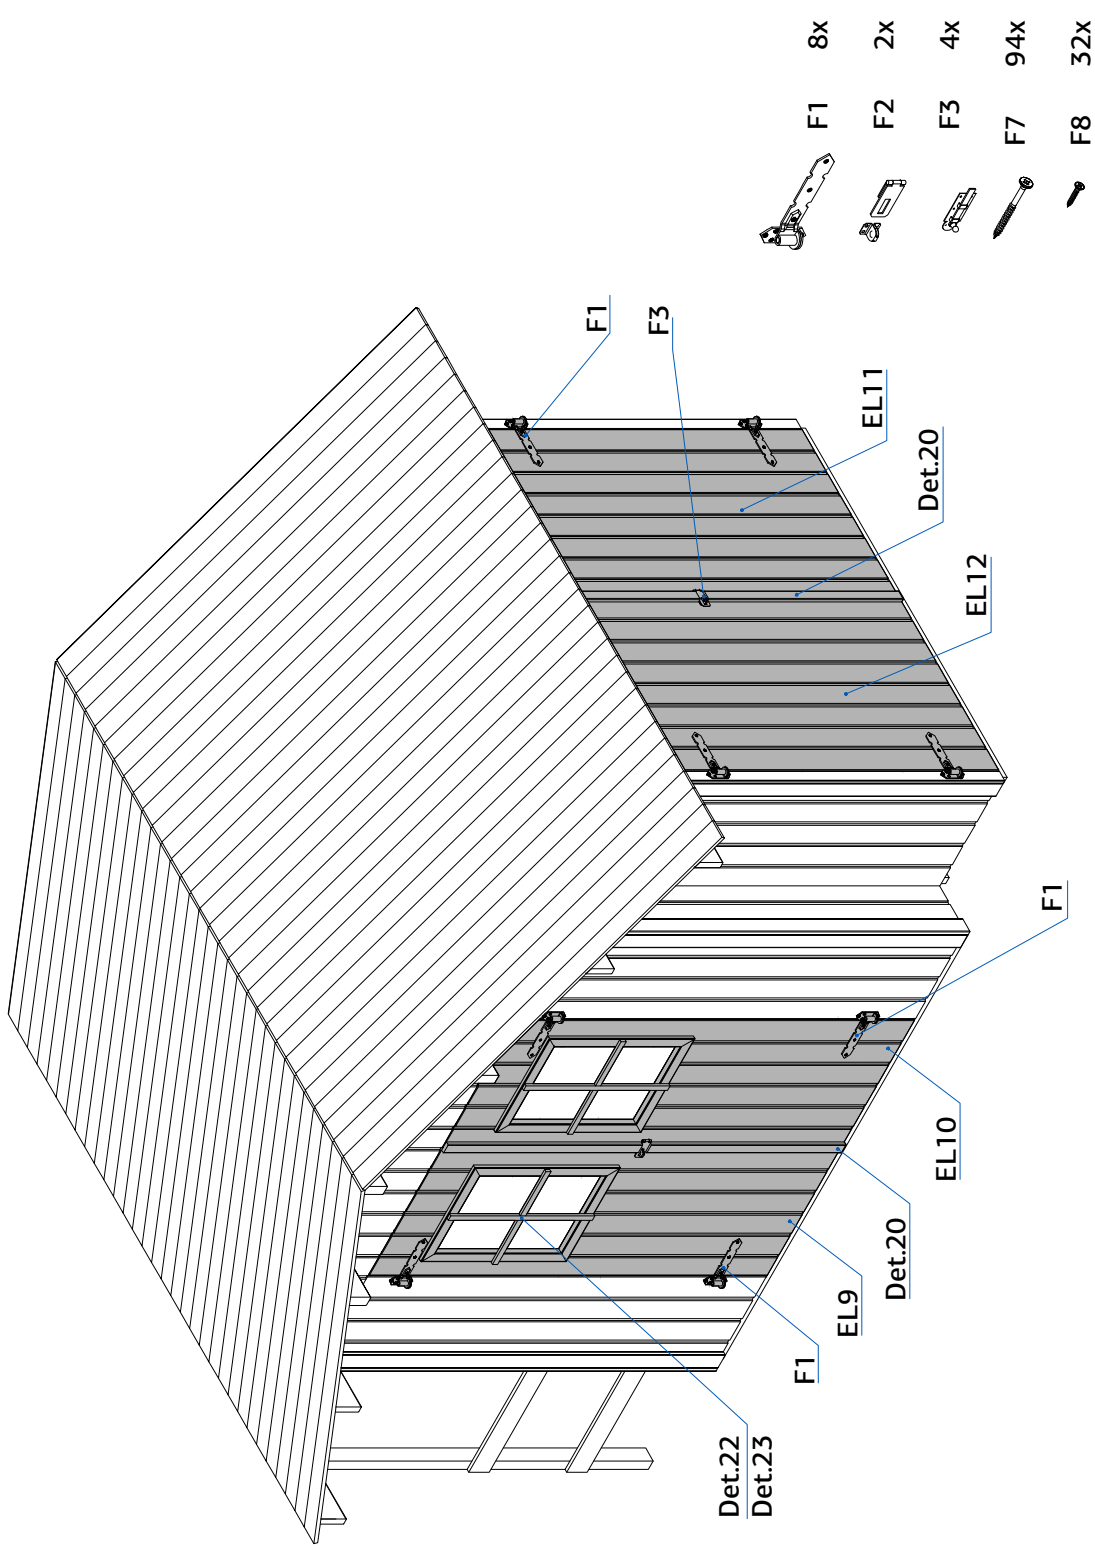 F1 8x
F2 2x
F3 4x
F7 94x
F8 32x
F1
F3
EL11
Det.20
EL12
F1
EL10
Det.20
EL9
F1
Det.22
Det.23